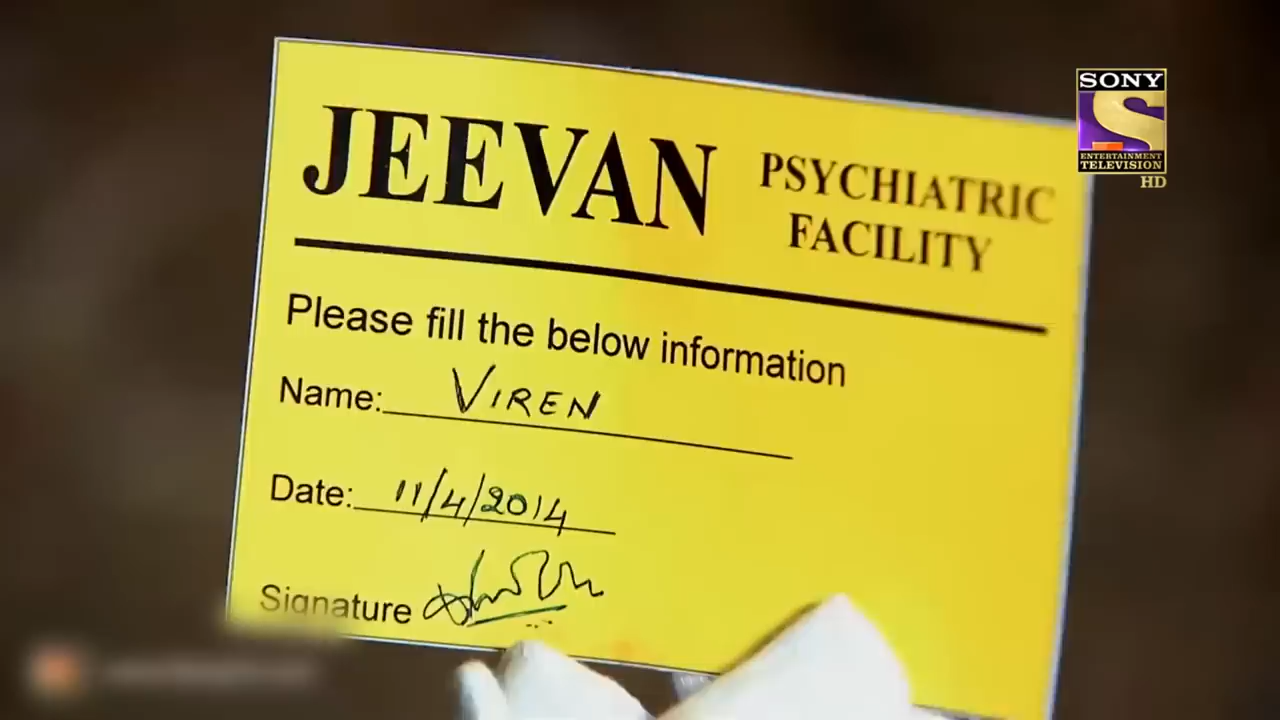 JEEVAN PSYCHIATRIC FACILITY
Please fill the below information
Name: VIREN
Date: 11/4/2014
Signature
SONY
ENTERTAINMENT
TELEVISION
HD